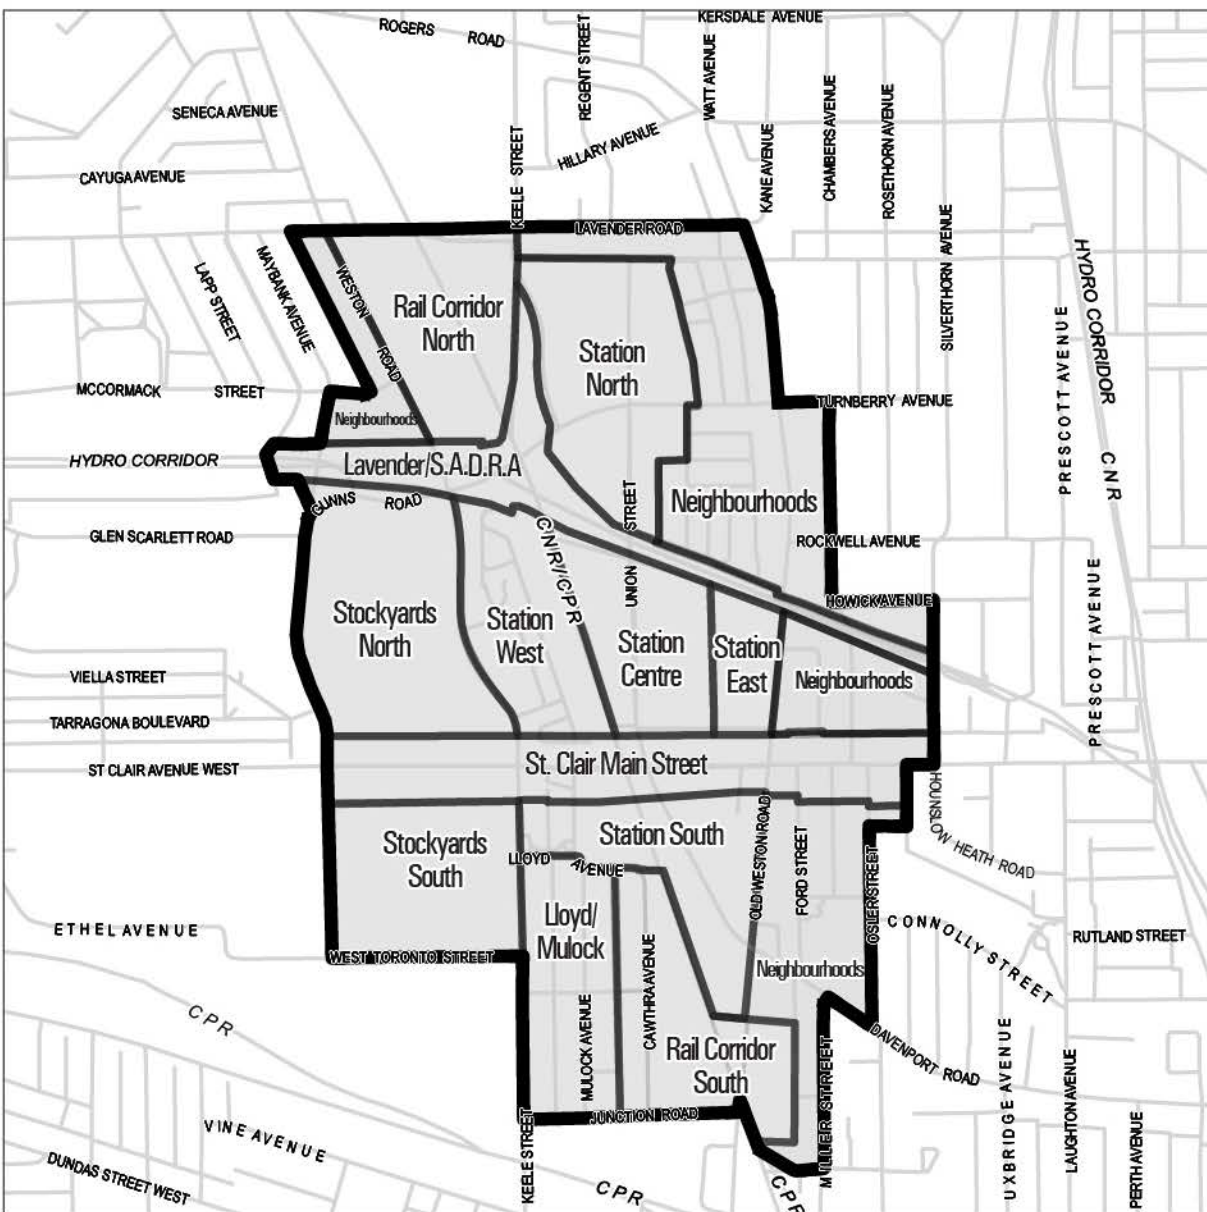 KERSDALE AVENUE
ROGERS ROAD
REGENT STREET
WATT AVENUE
SENECA AVENUE
KEELE STREET
HILLARY AVENUE
KANE AVENUE
CHAMBERS AVENUE
ROSETHORN AVENUE
CAYUGA AVENUE
LAVENDER ROAD
SILVERTHORN AVENUE
HYDRO CORRIDOR
LAPP STREET
MAYBANK AVENUE
WESTON ROAD
Rail Corridor
North
Station
North
PRESCOTT AVENUE
MCCORMACK STREET
TURNBERRY AVENUE
Neighbourhoods
HYDRO CORRIDOR
Lavender/S.A.D.R.A
CNR
GUNNS ROAD
STREET
UNION
Neighbourhoods
GLEN SCARLETT ROAD
CNR/CPR
ROCKWELL AVENUE
HOWICK AVENUE
Stockyards
North
Station
West
Station
Centre
Station
East
Neighbourhoods
PRESCOTT AVENUE
VIELLA STREET
TARRAGONA BOULEVARD
ST CLAIR AVENUE WEST
St. Clair Main Street
HOUNSLOW HEATH ROAD
Stockyards
South
Station South
LLOYD AVENUE
OLD WESTON ROAD
FORD STREET
OSLER STREET
Lloyd/
Mulock
ETHEL AVENUE
CONNOLLY STREET
RUTLAND STREET
WEST TORONTO STREET
CAWTHRA AVENUE
Neighbourhoods
CPR
MULOCK AVENUE
Rail Corridor
South
DAVENPORT ROAD
MILLER STREET
UXBRIDGE AVENUE
LAUGHTON AVENUE
PERTH AVENUE
JUNCTION ROAD
VINE AVENUE
KEELE STREET
DUNDAS STREET WEST
CPR
CPR